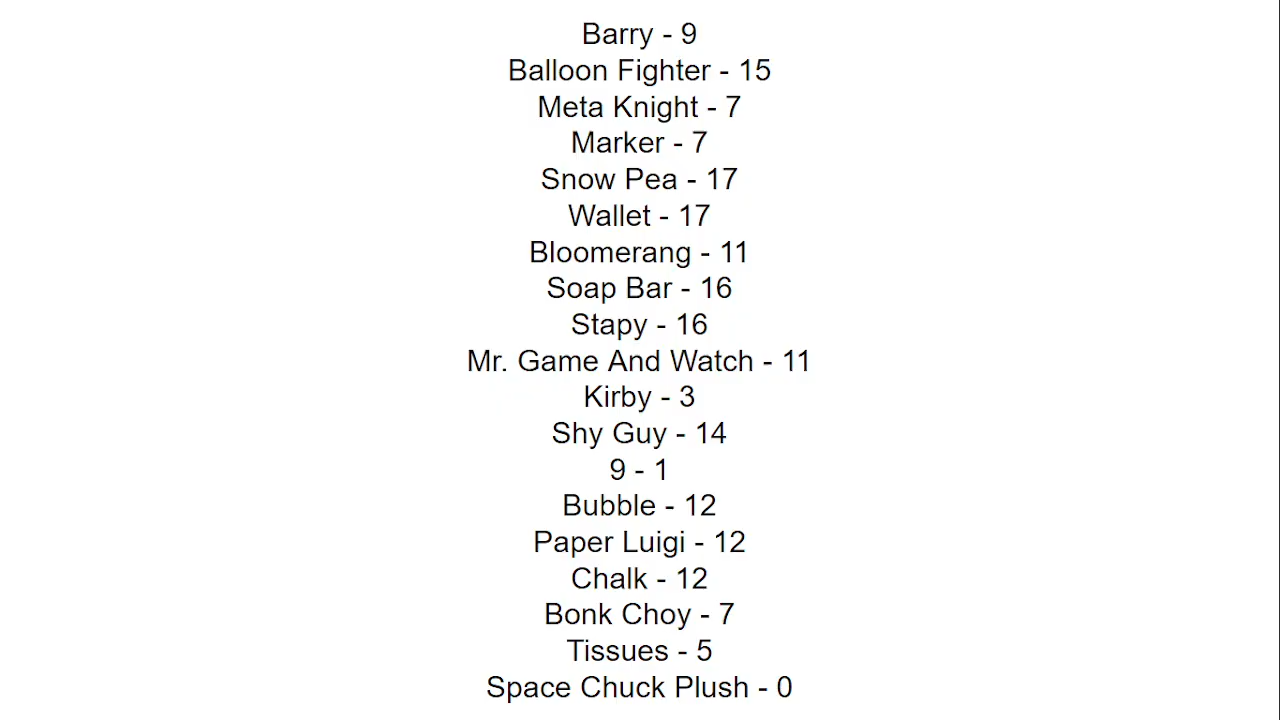 Barry - 9
Balloon Fighter - 15
Meta Knight - 7
Marker - 7
Snow Pea - 17
Wallet - 17
Bloomerang - 11
Soap Bar - 16
Stapy - 16
Mr. Game And Watch - 11
Kirby - 3
Shy Guy - 14
9 - 1
Bubble - 12
Paper Luigi - 12
Chalk - 12
Bonk Choy - 7
Tissues - 5
Space Chuck Plush - 0